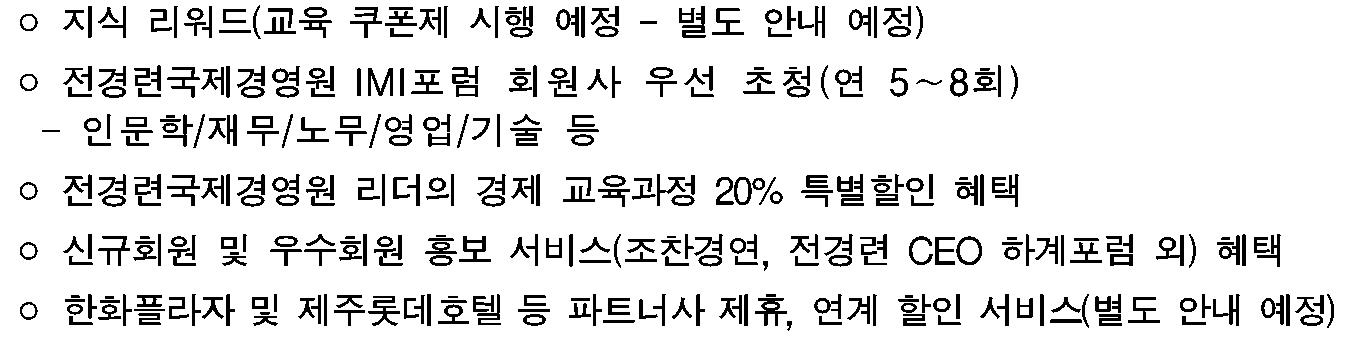 ○ 지식 리워드(교육 쿠폰제 시행 예정 - 별도 안내 예정)
○ 전경련국제경영원 IMI포럼 회원사 우선 초청(연 5~8회)
- 인문학/재무/노무/영업/기술 등
○ 전경련국제경영원 리더의 경제 교육과정 20% 특별할인 혜택
○ 신규회원 및 우수회원 홍보 서비스(조찬경연, 전경련 CEO 하계포럼 외) 혜택
○ 한화플라자 및 제주롯데호텔 등 파트너사 제휴, 연계 할인 서비스(별도 안내 예정)